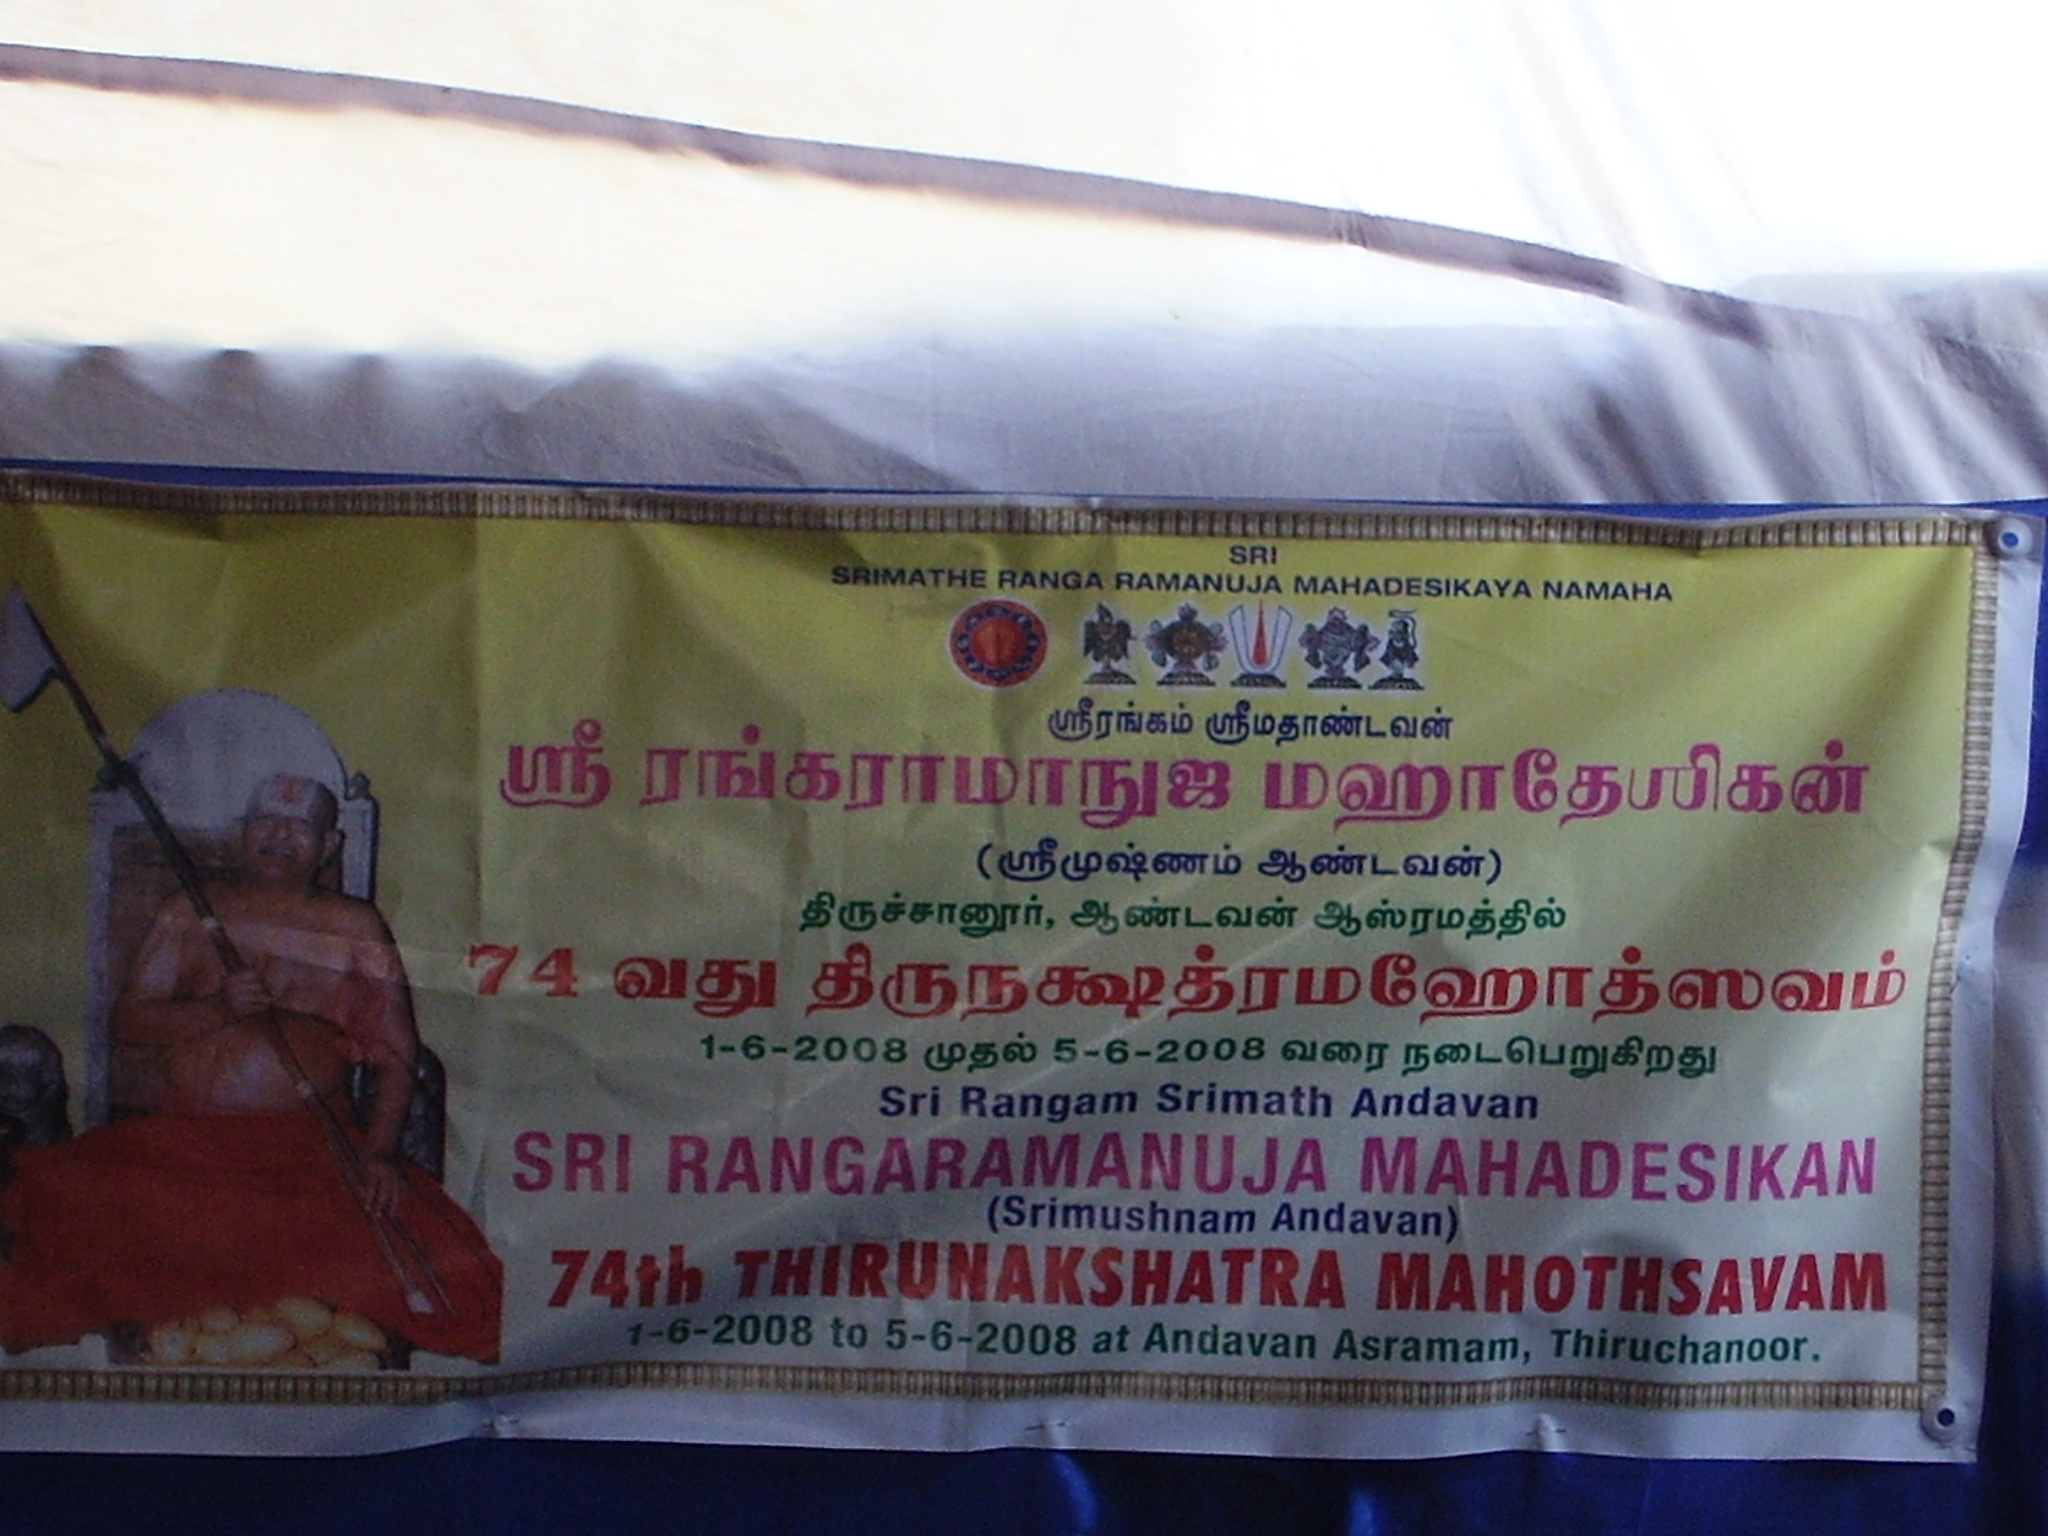 SRI
SRIMATHE RANGA RAMANUJA MAHADESIKAYA NAMAHA
ஸ்ரீரங்கம் ஸ்ரீமதாண்டவன்
ஸ்ரீ ரங்கராமாநுஜ மஹாதேஶிகன்
(ஸ்ரீமுஷ்ணம் ஆண்டவன்)
திருச்சானூர், ஆண்டவன் ஆஸ்ரமத்தில்
74 வது திருநக்ஷத்ரமஹோத்ஸவம்
1-6-2008 முதல் 5-6-2008 வரை நடைபெறுகிறது
Sri Rangam Srimath Andavan
SRI RANGARAMANUJA MAHADESIKAN
(Srimushnam Andavan)
74th THIRUNAKSHATRA MAHOTHSAVAM
1-6-2008 to 5-6-2008 at Andavan Asramam, Thiruchanoor.